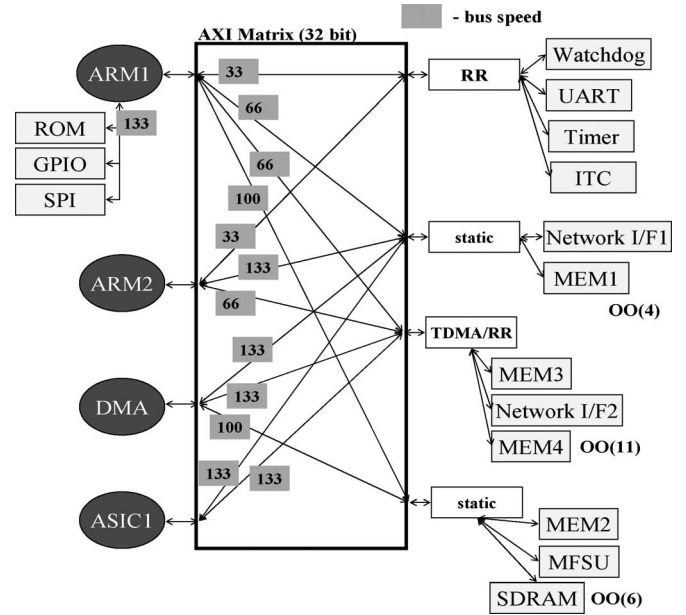 - bus speed
AXI Matrix (32 bit)
ARM1
33
RR
Watchdog
UART
Timer
ITC
133
ROM
GPIO
SPI
66
66
100
33
static
Network I/F1
MEM1
OO(4)
ARM2
133
66
TDMA/RR
MEM3
Network I/F2
MEM4
OO(11)
133
DMA
133
100
133
133
static
MEM2
MFSU
SDRAM
OO(6)
ASIC1